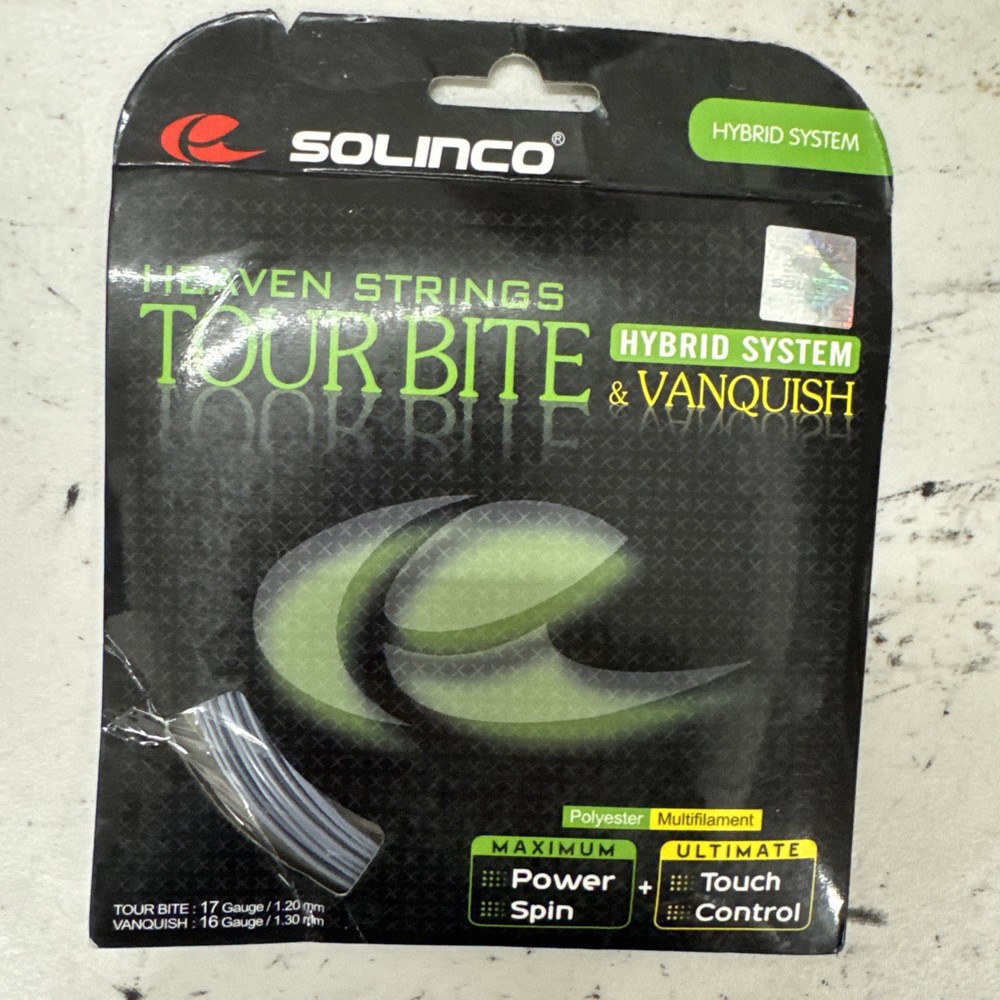 SOLINCO®
HYBRID SYSTEM
HEAVEN STRINGS
TOUR BITE
HYBRID SYSTEM
& VANQUISH
Polyester Multifilament
MAXIMUM
Power
Spin
+
ULTIMATE
Touch
Control
TOUR BITE : 17 Gauge / 1.20 mm
VANQUISH : 16 Gauge / 1.30 mm